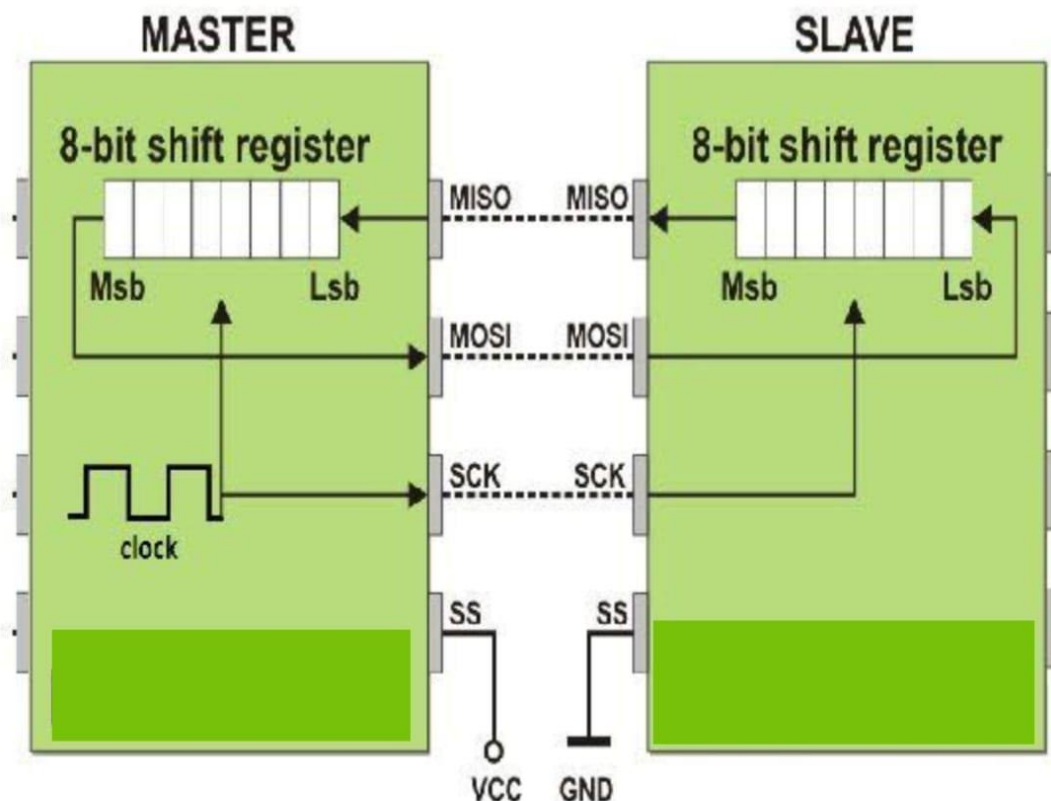 MASTER
SLAVE
8-bit shift register
8-bit shift register
MISO
MISO
Msb
Lsb
Msb
Lsb
MOSI
MOSI
SCK
SCK
clock
SS
SS
VCC
GND